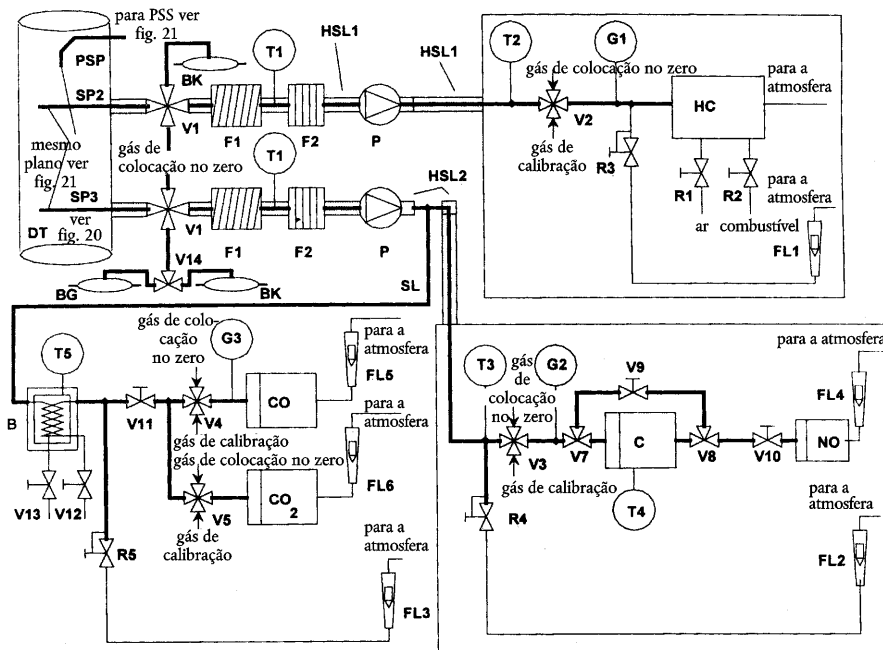 para PSS ver
fig. 21
PSP
SP2
BK
T1
HSL1
HSL1
V1
F1
F2
P
mesmo
plano ver
fig. 21
gás de
colocação no zero
T1
HSL2
SP3
ver
fig. 20
DT
V1
F1
F2
P
V14
BG
BK
SL
T2
G1
gás de colocação no zero
V2
gás de
calibração
HC
para a
atmosfera
R3
R1
R2
ar
combustível
para a
atmosfera
FL1
T5
B
V13
V12
V11
gás de colo-
cação
no zero
G3
V4
CO
gás de calibração
gás de colocação no zero
V5
CO2
gás de
calibração
para a
atmosfera
FL5
para a
atmosfera
FL6
R5
para a
atmosfera
FL3
T3
gás
de
colocação
no zero
G2
V3
gás de calibração
V9
V7
C
T4
V8
V10
NO
para a atmosfera
FL4
R4
para a
atmosfera
FL2